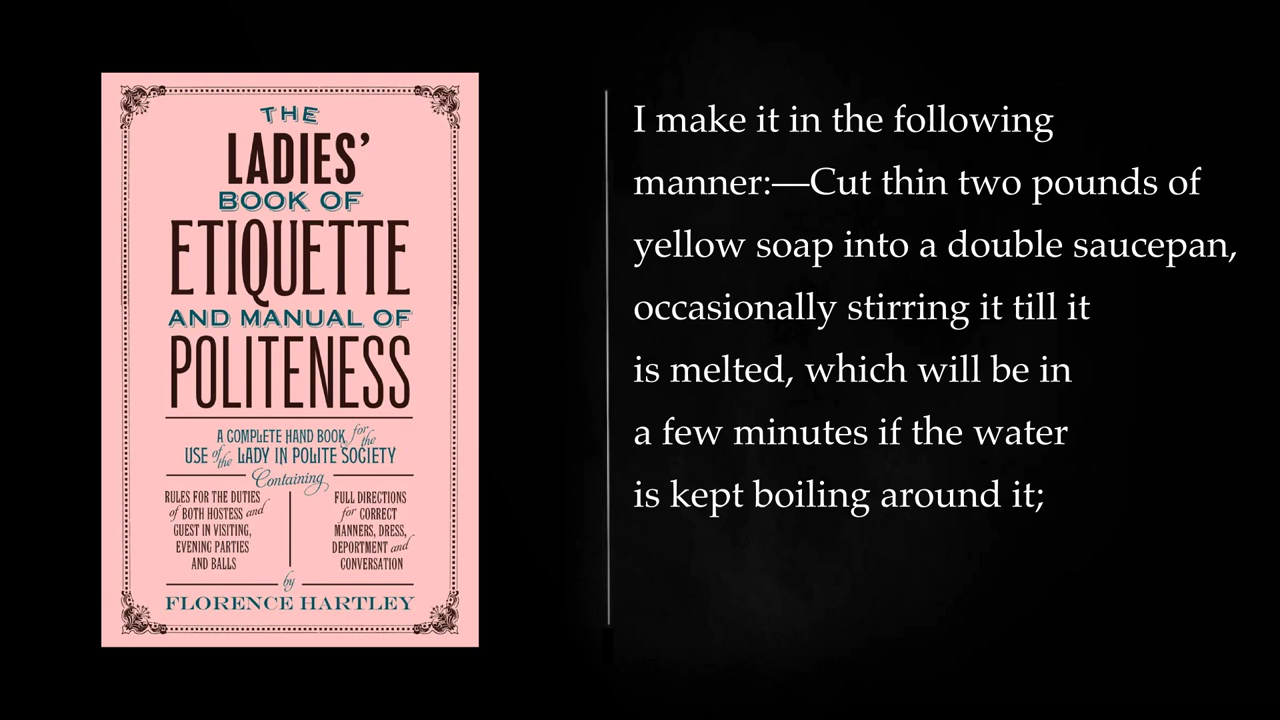 THE
LADIES'
BOOK OF
ETIQUETTE
AND MANUAL OF
POLITENESS
A COMPLETE HAND BOOK for the
USE of the LADY IN POLITE SOCIETY
Containing
RULES FOR THE DUTIES
of BOTH HOSTESS and
GUEST IN VISITING,
EVENING PARTIES
AND BALLS
FULL DIRECTIONS
for CORRECT
MANNERS, DRESS,
DEPORTMENT and
CONVERSATION
by
FLORENCE HARTLEY
I make it in the following
manner:—Cut thin two pounds of
yellow soap into a double saucepan,
occasionally stirring it till it
is melted, which will be in
a few minutes if the water
is kept boiling around it;